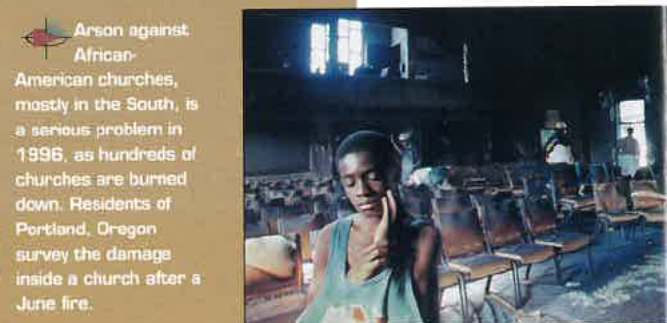 Arson against
African-
American churches,
mostly in the South, is
a serious problem in
1996, as hundreds of
churches are burned
down. Residents of
Portland, Oregon
survey the damage
inside a church after a
June fire.